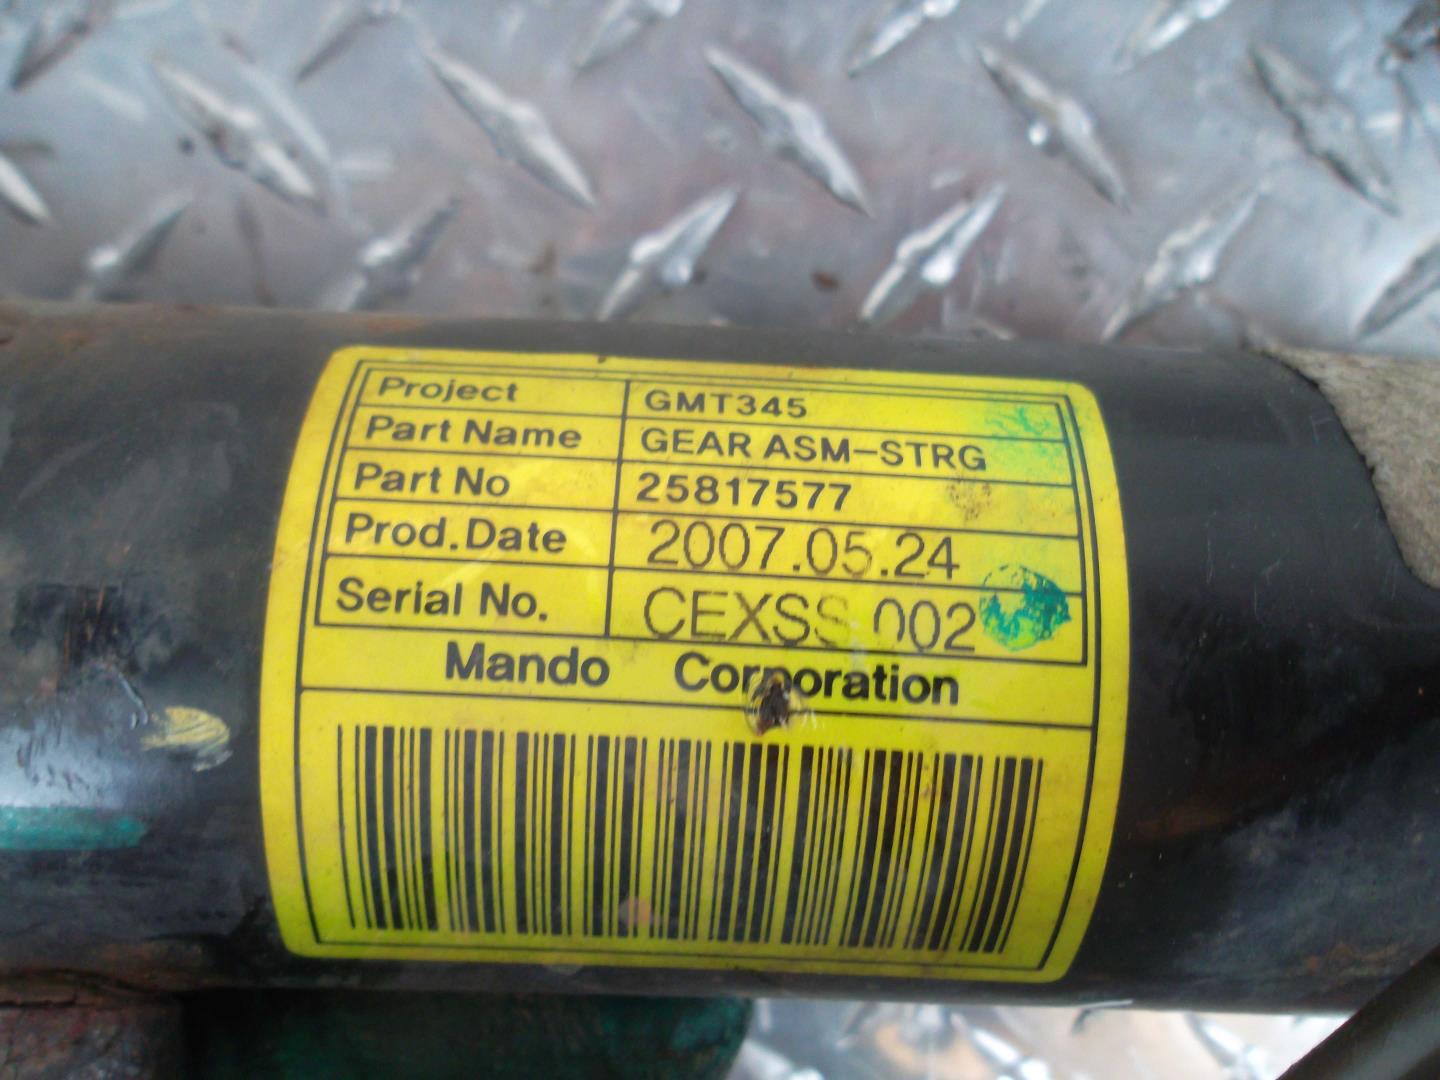 Project GMT345
Part Name GEAR ASM-STRG
Part No 25817577
Prod.Date 2007.05.24
Serial No. CEXSS 002
Mando Corporation